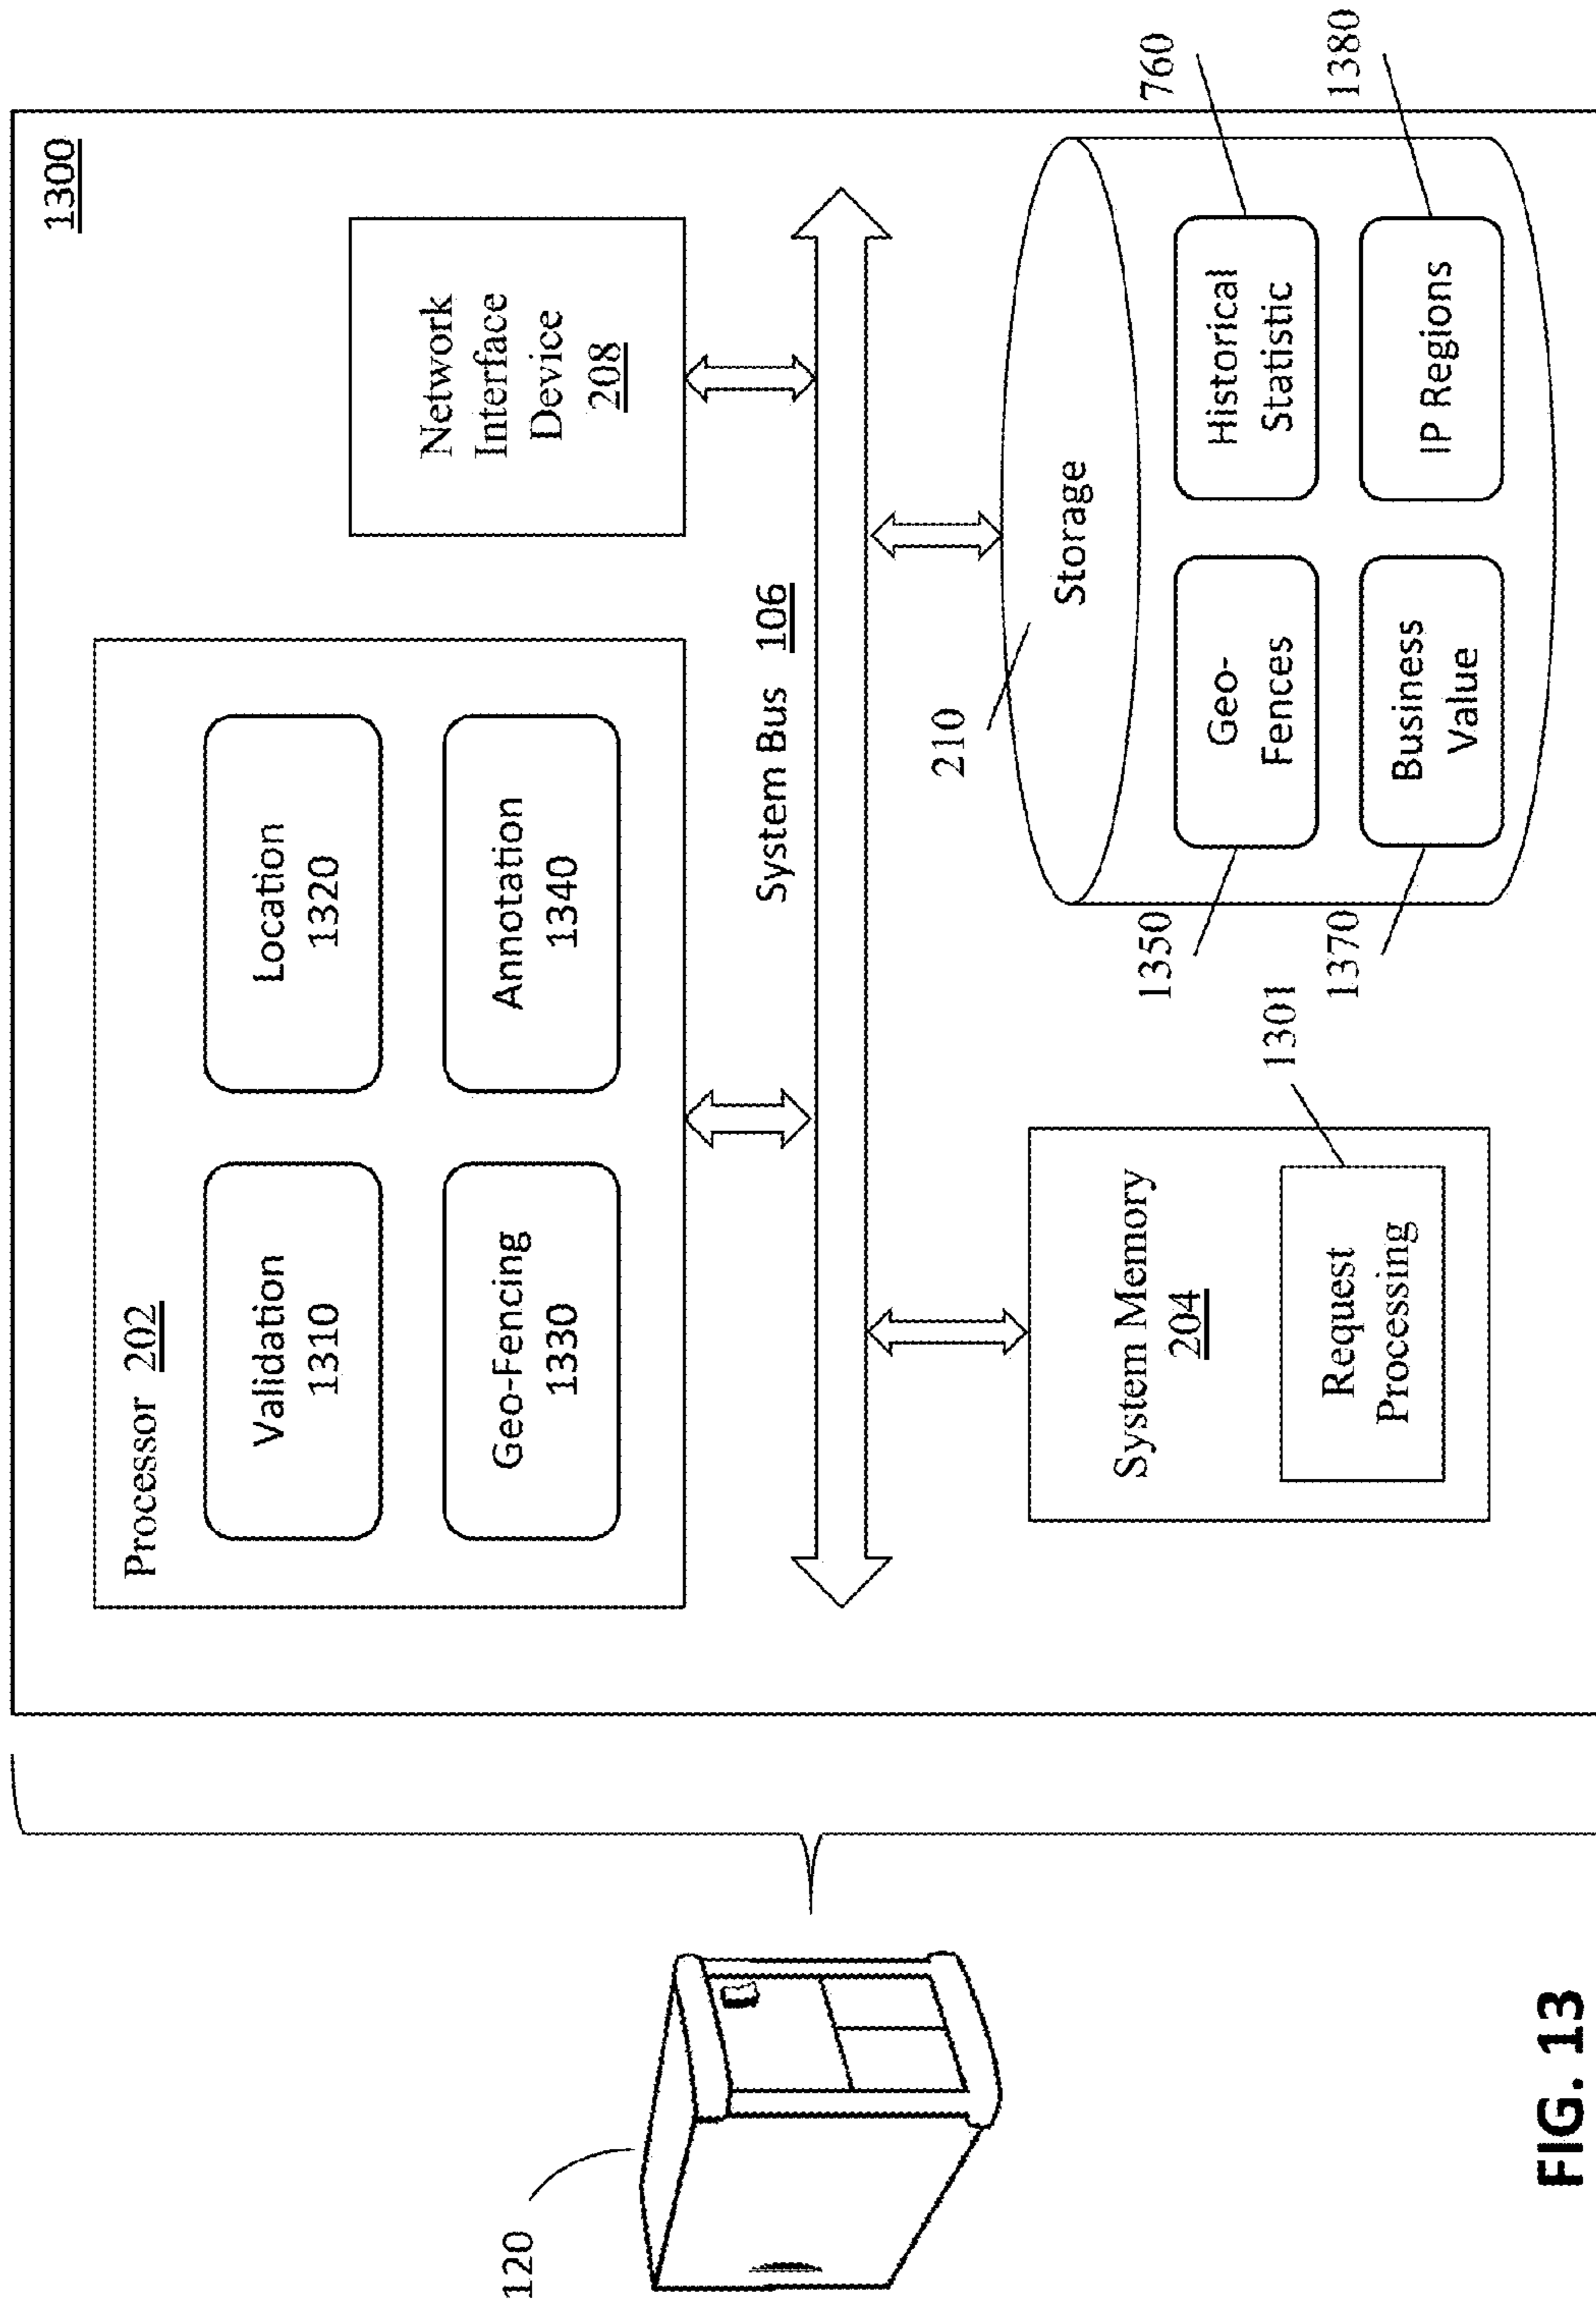 1300
Processor 202
Validation
1310
Location
1320
Geo-Fencing
1330
Annotation
1340
Network
Interface
Device
208
System Bus 106
System Memory
204
Request
Processing
1301
210
Storage
Geo-
Fences
1350
Historical
Statistic
760
Business
Value
1370
IP Regions
1380
120
FIG. 13